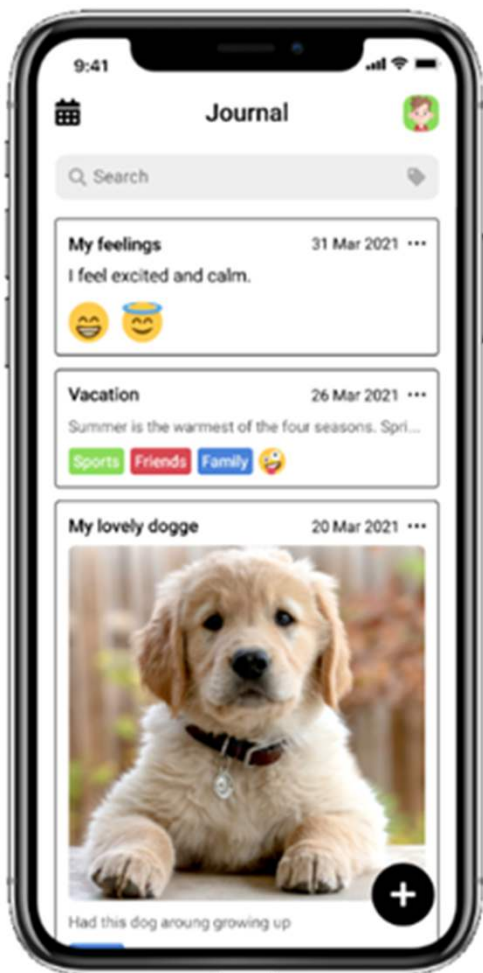 9:41
Journal
Search
My feelings 31 Mar 2021
I feel excited and calm.
Vacation 26 Mar 2021
Summer is the warmest of the four seasons. Spri...
Sports Friends Family
My lovely dogge 20 Mar 2021
Had this dog aroung growing up